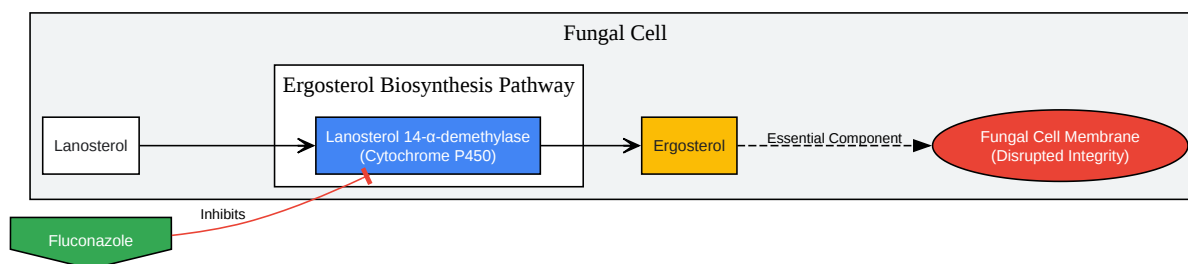 Fungal Cell
Ergosterol Biosynthesis Pathway
Lanosterol
Lanosterol 14-α-demethylase
(Cytochrome P450)
Ergosterol
Essential Component
Fungal Cell Membrane
(Disrupted Integrity)
Inhibits
Fluconazole